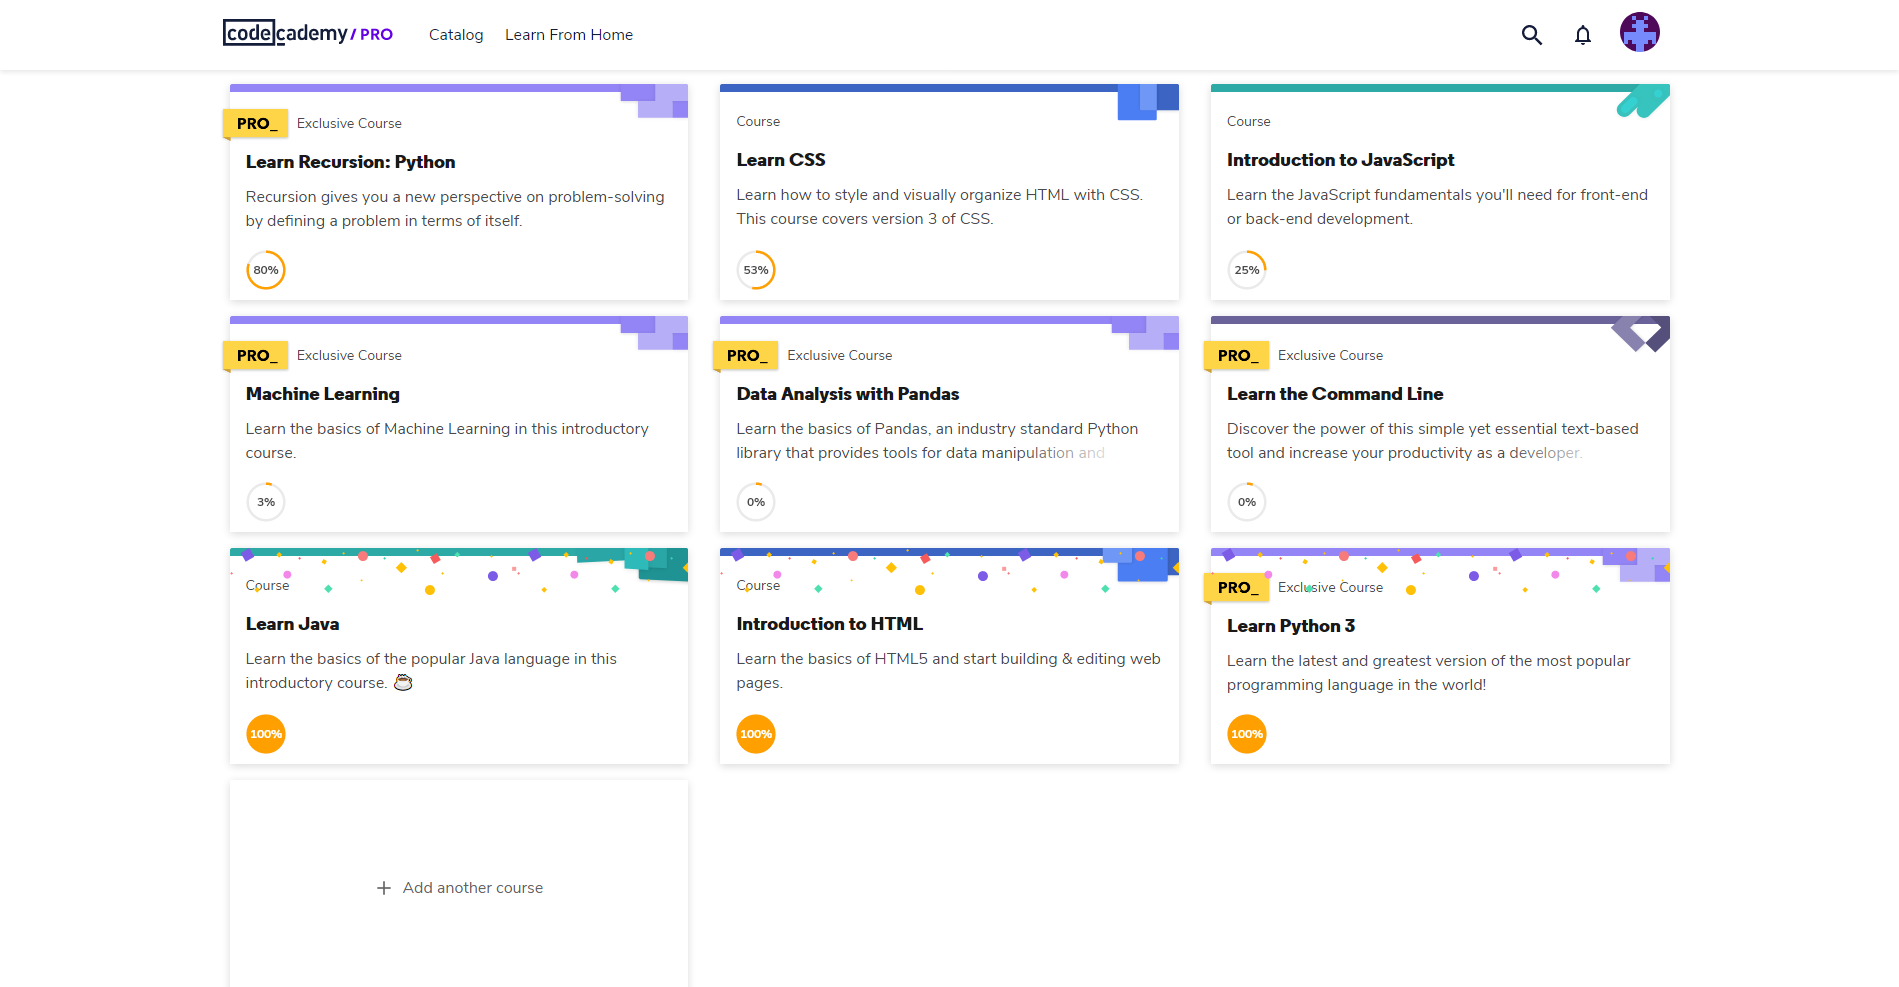 codecademy / PRO Catalog Learn From Home
PRO_ Exclusive Course
Learn Recursion: Python
Recursion gives you a new perspective on problem-solving
by defining a problem in terms of itself.
80%
Course
Learn CSS
Learn how to style and visually organize HTML with CSS.
This course covers version 3 of CSS.
53%
Course
Introduction to JavaScript
Learn the JavaScript fundamentals you'll need for front-end
or back-end development.
25%
PRO_ Exclusive Course
Machine Learning
Learn the basics of Machine Learning in this introductory
course.
3%
PRO_ Exclusive Course
Data Analysis with Pandas
Learn the basics of Pandas, an industry standard Python
library that provides tools for data manipulation and
0%
PRO_ Exclusive Course
Learn the Command Line
Discover the power of this simple yet essential text-based
tool and increase your productivity as a developer.
0%
Course
Learn Java
Learn the basics of the popular Java language in this
introductory course. ☕
100%
Course
Introduction to HTML
Learn the basics of HTML5 and start building & editing web
pages.
100%
PRO_ Exclusive Course
Learn Python 3
Learn the latest and greatest version of the most popular
programming language in the world!
100%
+ Add another course